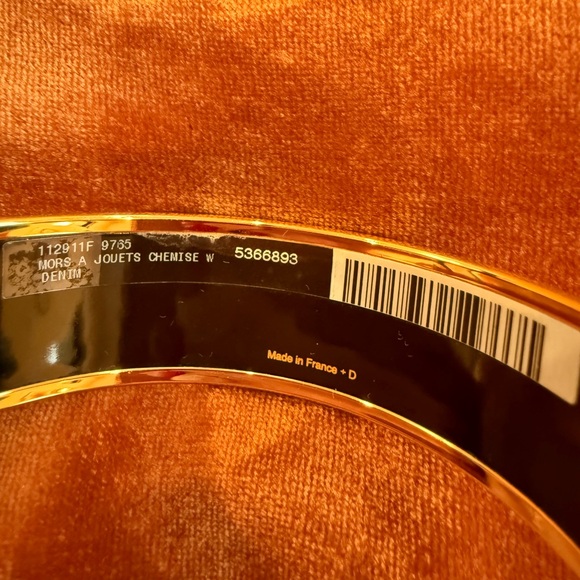 112911F 9765
MORS A JOUETS CHEMISE W
DENIM
5366893
Made in France + D